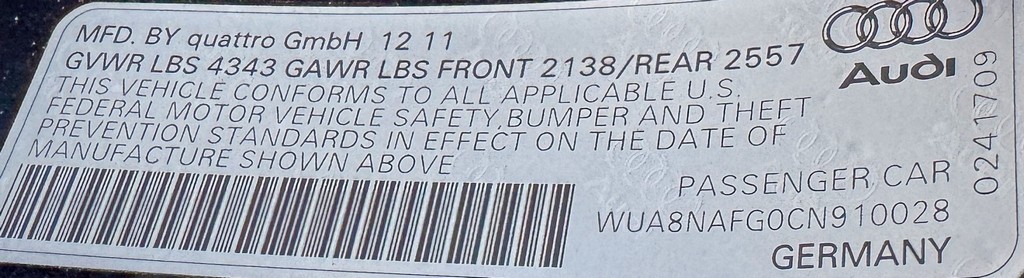 MFD. BY quattro GmbH 12 11
GVWR LBS 4343 GAWR LBS FRONT 2138/REAR 2557
THIS VEHICLE CONFORMS TO ALL APPLICABLE U.S.
FEDERAL MOTOR VEHICLE SAFETY, BUMPER AND THEFT
PREVENTION STANDARDS IN EFFECT ON THE DATE OF
MANUFACTURE SHOWN ABOVE
Audi
0241709
PASSENGER CAR
WUA8NAFG0CN910028
GERMANY